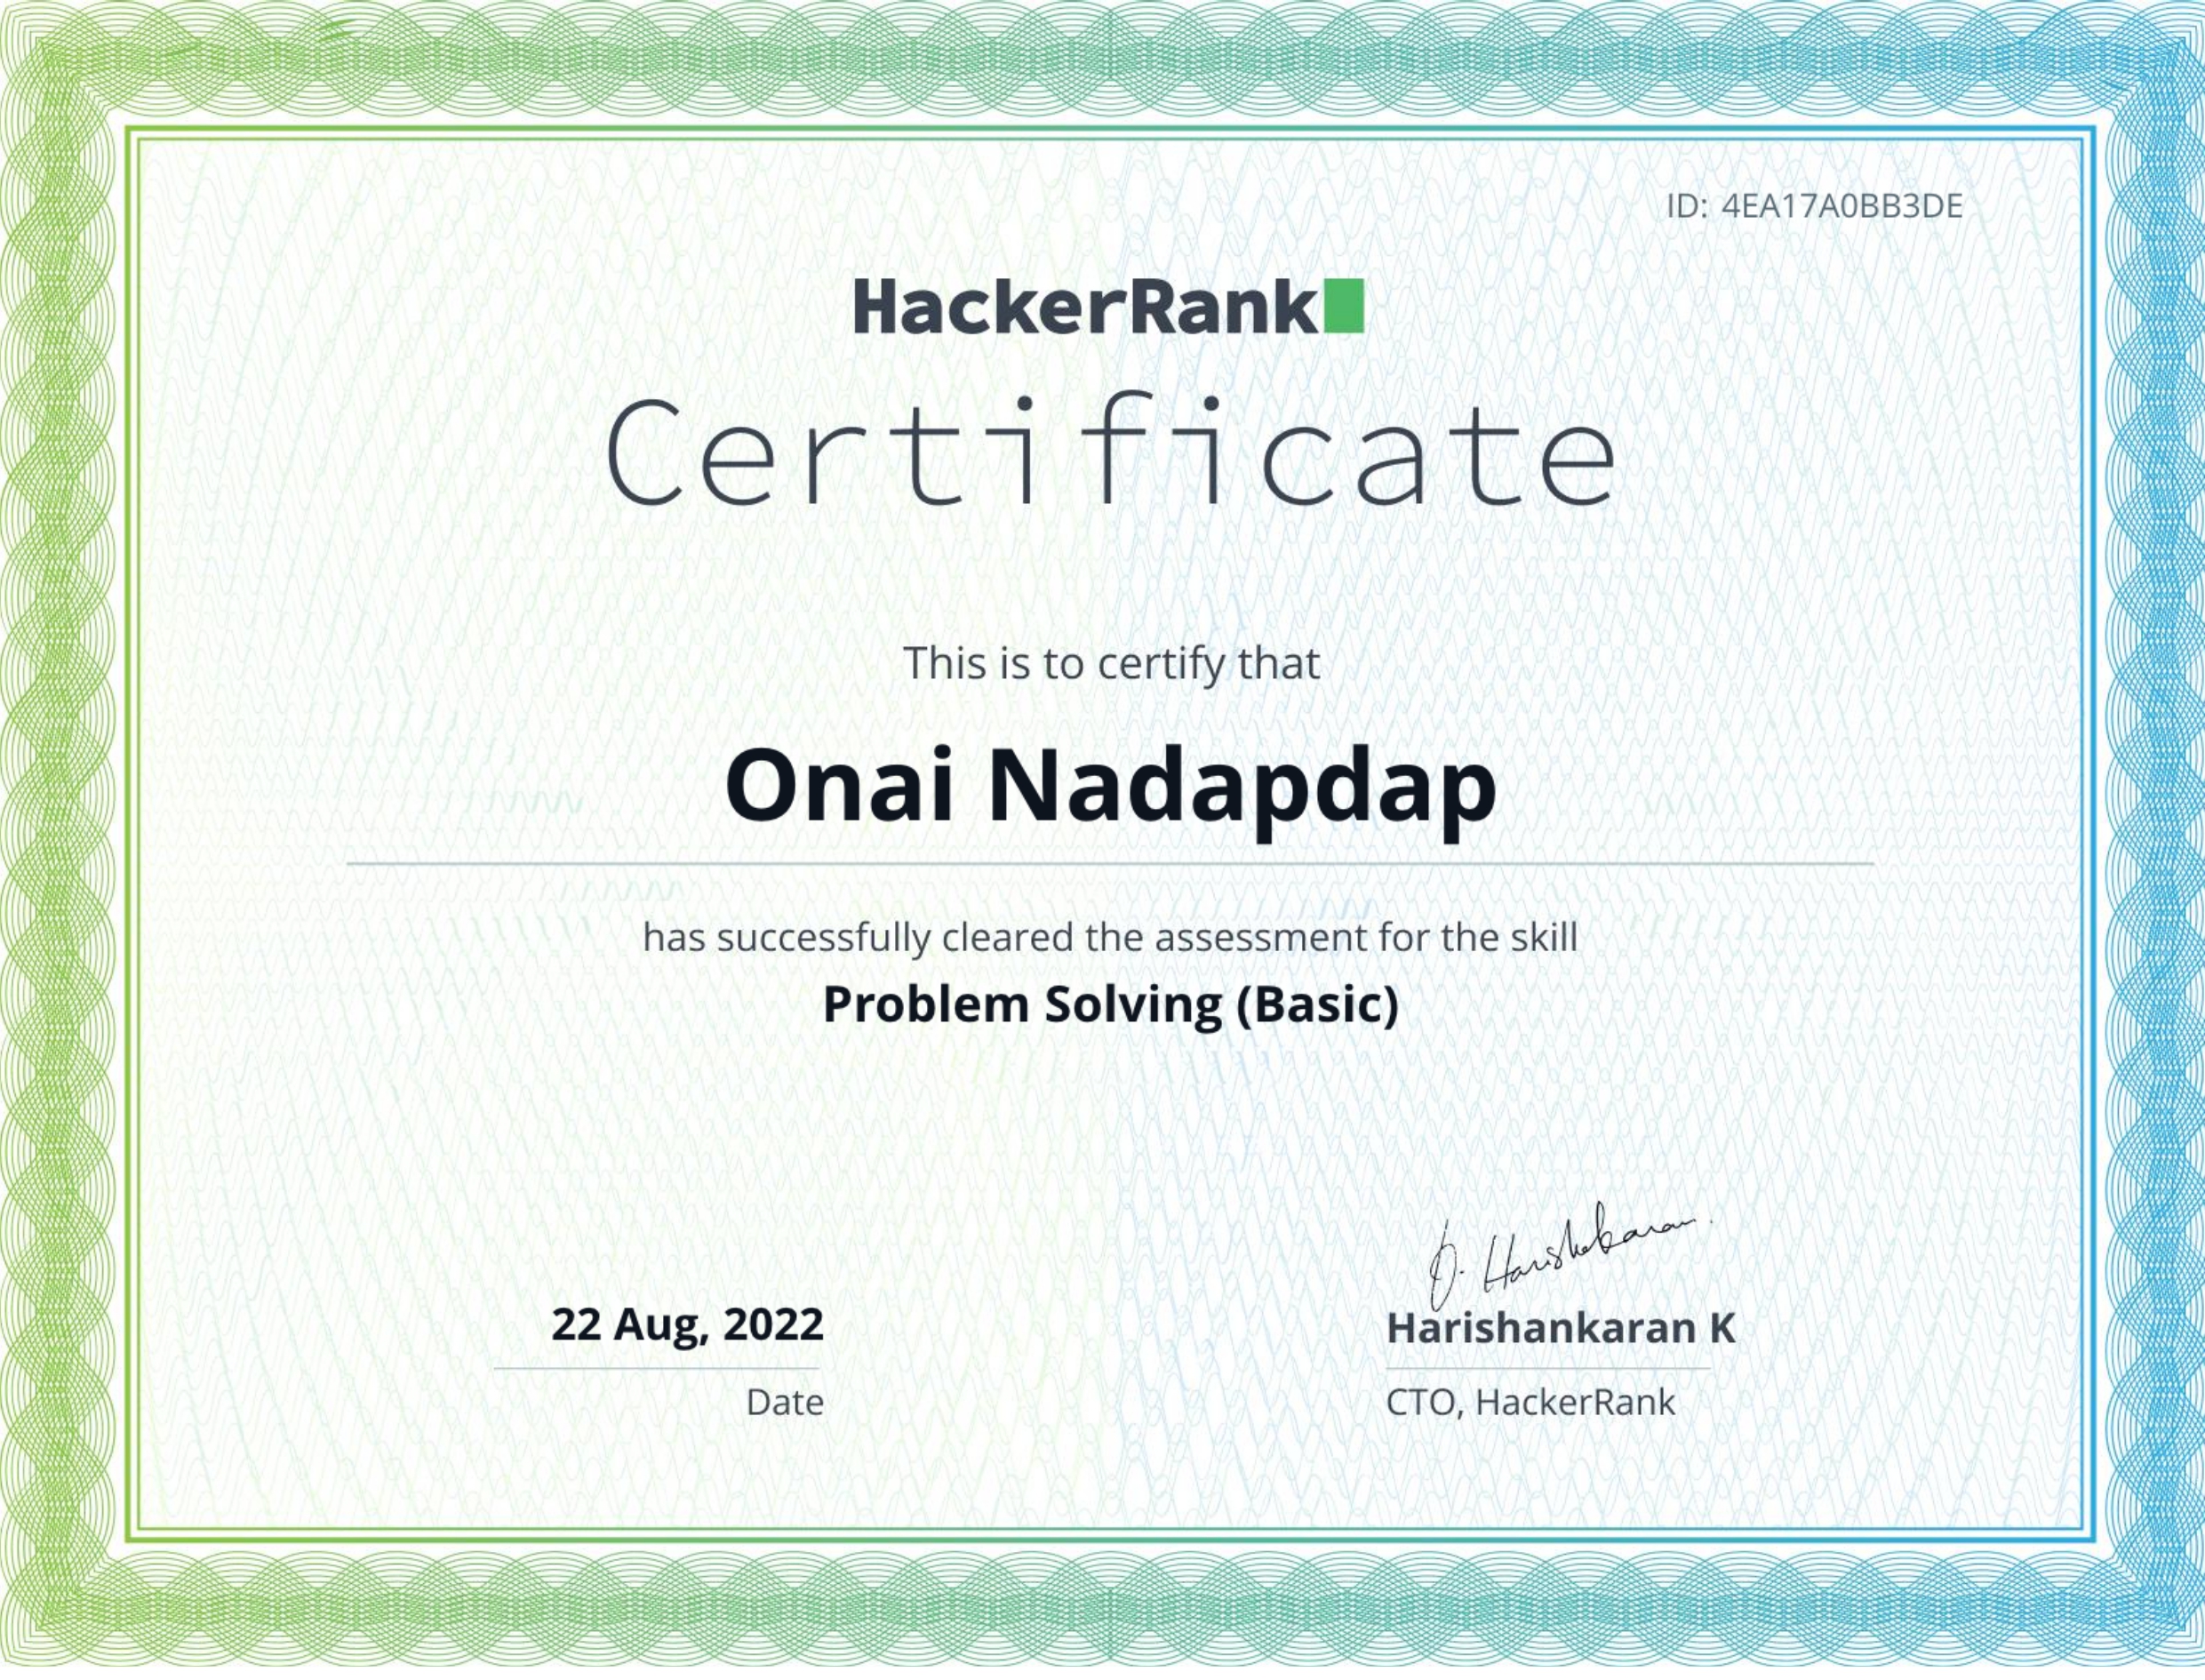 ID: 4EA17A0BB3DE
HackerRank
Certificate
This is to certify that
Onai Nadapdap
has successfully cleared the assessment for the skill
Problem Solving (Basic)
22 Aug, 2022
Date
D. Harishankaran
Harishankaran K
CTO, HackerRank